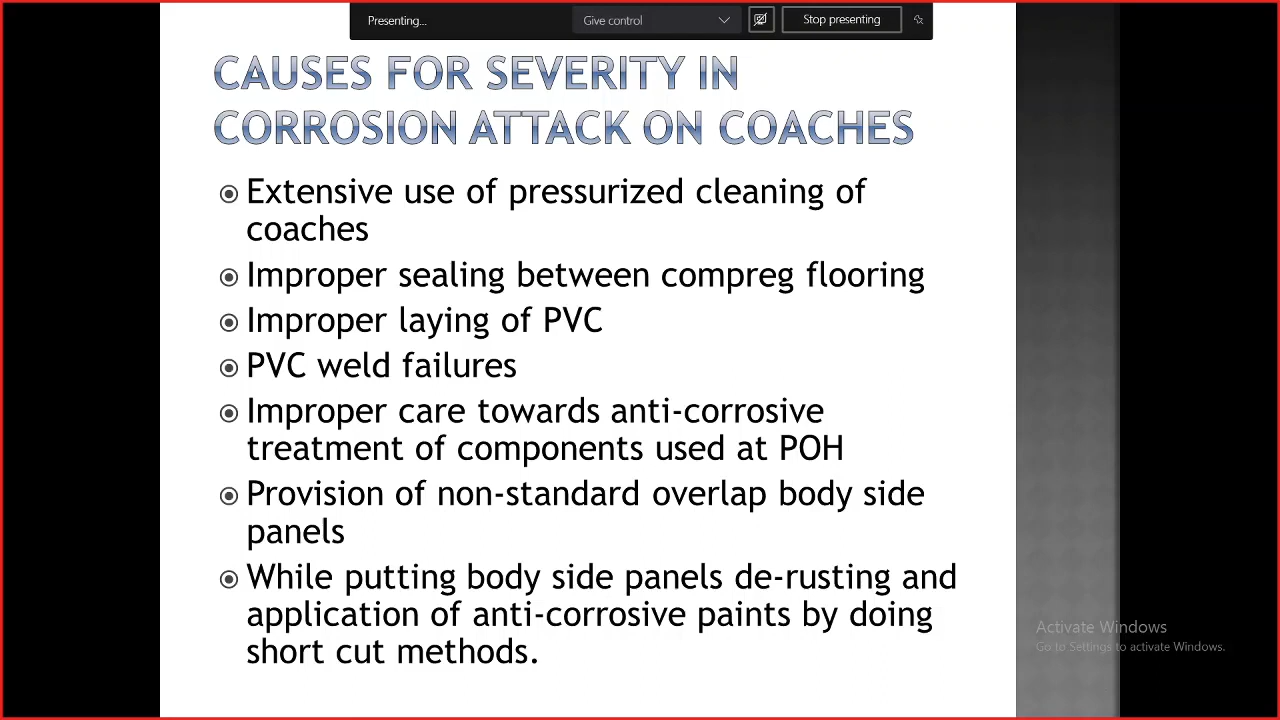 Presenting...
Give control
Stop presenting
CAUSES FOR SEVERITY IN
CORROSION ATTACK ON COACHES
Extensive use of pressurized cleaning of
coaches
Improper sealing between compreg flooring
Improper laying of PVC
PVC weld failures
Improper care towards anti-corrosive
treatment of components used at POH
Provision of non-standard overlap body side
panels
While putting body side panels de-rusting and
application of anti-corrosive paints by doing
short cut methods.
Activate Windows
Go to Settings to activate Windows.